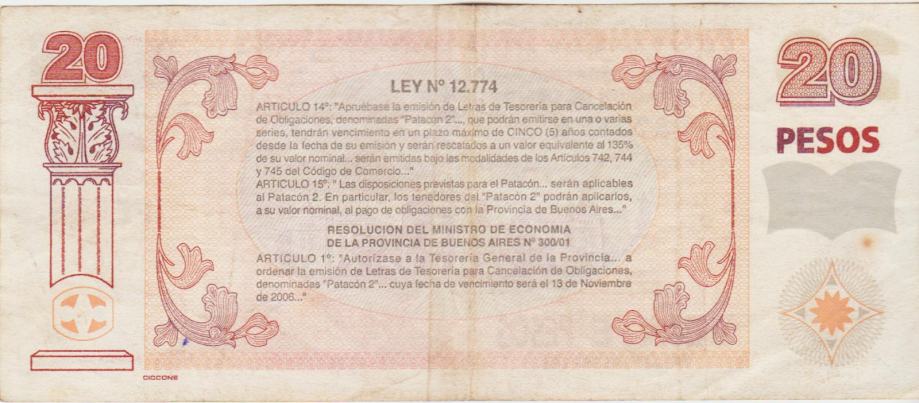 20
20
PESOS
LEY Nº 12.774
ARTICULO 14º: "Apruébase la emisión de Letras de Tesorería para Cancelación
de Obligaciones, denominadas "Patacón 2"..., que podrán emitirse en una o varias
series, tendrán vencimiento en un plazo máximo de CINCO (5) años contados
desde la fecha de su emisión y serán rescatados a un valor equivalente al 135%
de su valor nominal... serán emitidas bajo las modalidades de los Artículos 742, 744
y 745 del Código de Comercio..."
ARTICULO 15º: " Las disposiciones previstas para el Patacón... serán aplicables
al Patacón 2. En particular, los tenedores del "Patacón 2" podrán aplicarlos,
a su valor nominal, al pago de obligaciones con la Provincia de Buenos Aires..."
RESOLUCION DEL MINISTRO DE ECONOMIA
DE LA PROVINCIA DE BUENOS AIRES Nº 300/01
ARTICULO 1º: "Autorízase a la Tesorería General de la Provincia... a
ordenar la emisión de Letras de Tesorería para Cancelación de Obligaciones,
denominadas "Patacón 2"... cuya fecha de vencimiento será el 13 de Noviembre
de 2006..."
CICCONE